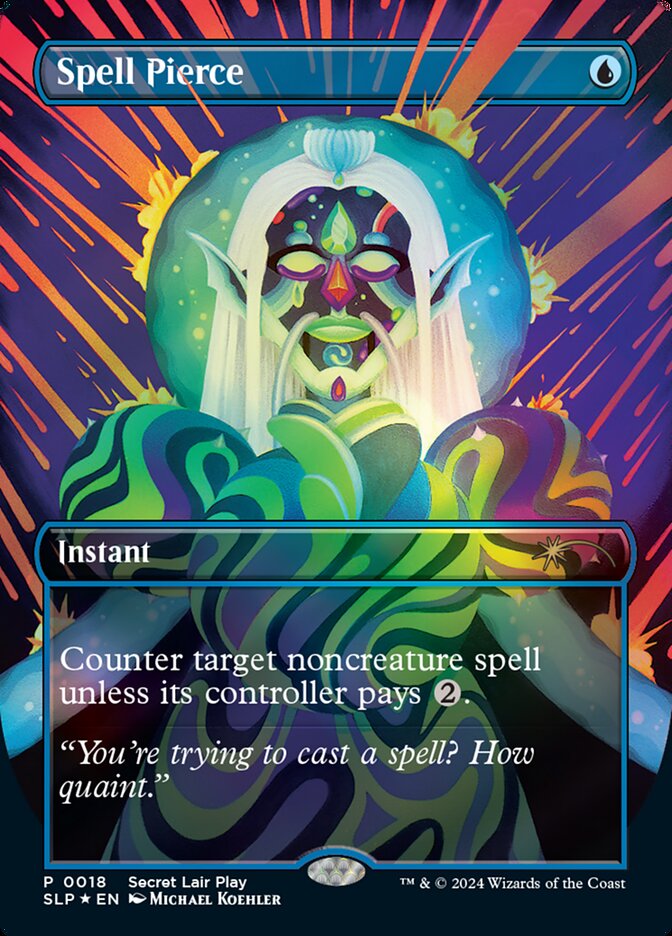 Spell Pierce
Instant
Counter target noncreature spell
unless its controller pays 2.
“You’re trying to cast a spell? How
quaint.”
P 0018 Secret Lair Play
SLP ★ EN Michael Koehler
™ & © 2024 Wizards of the Coast